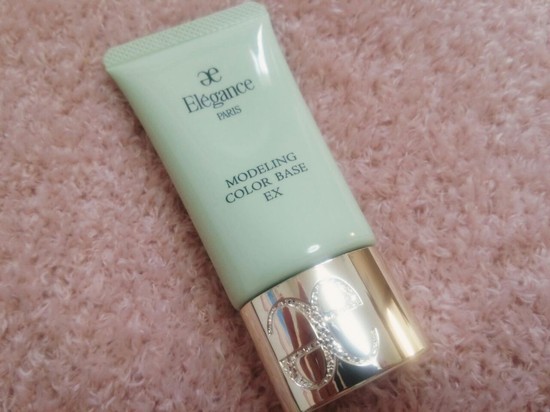 Elégance
PARIS
MODELING
COLOR BASE
EX